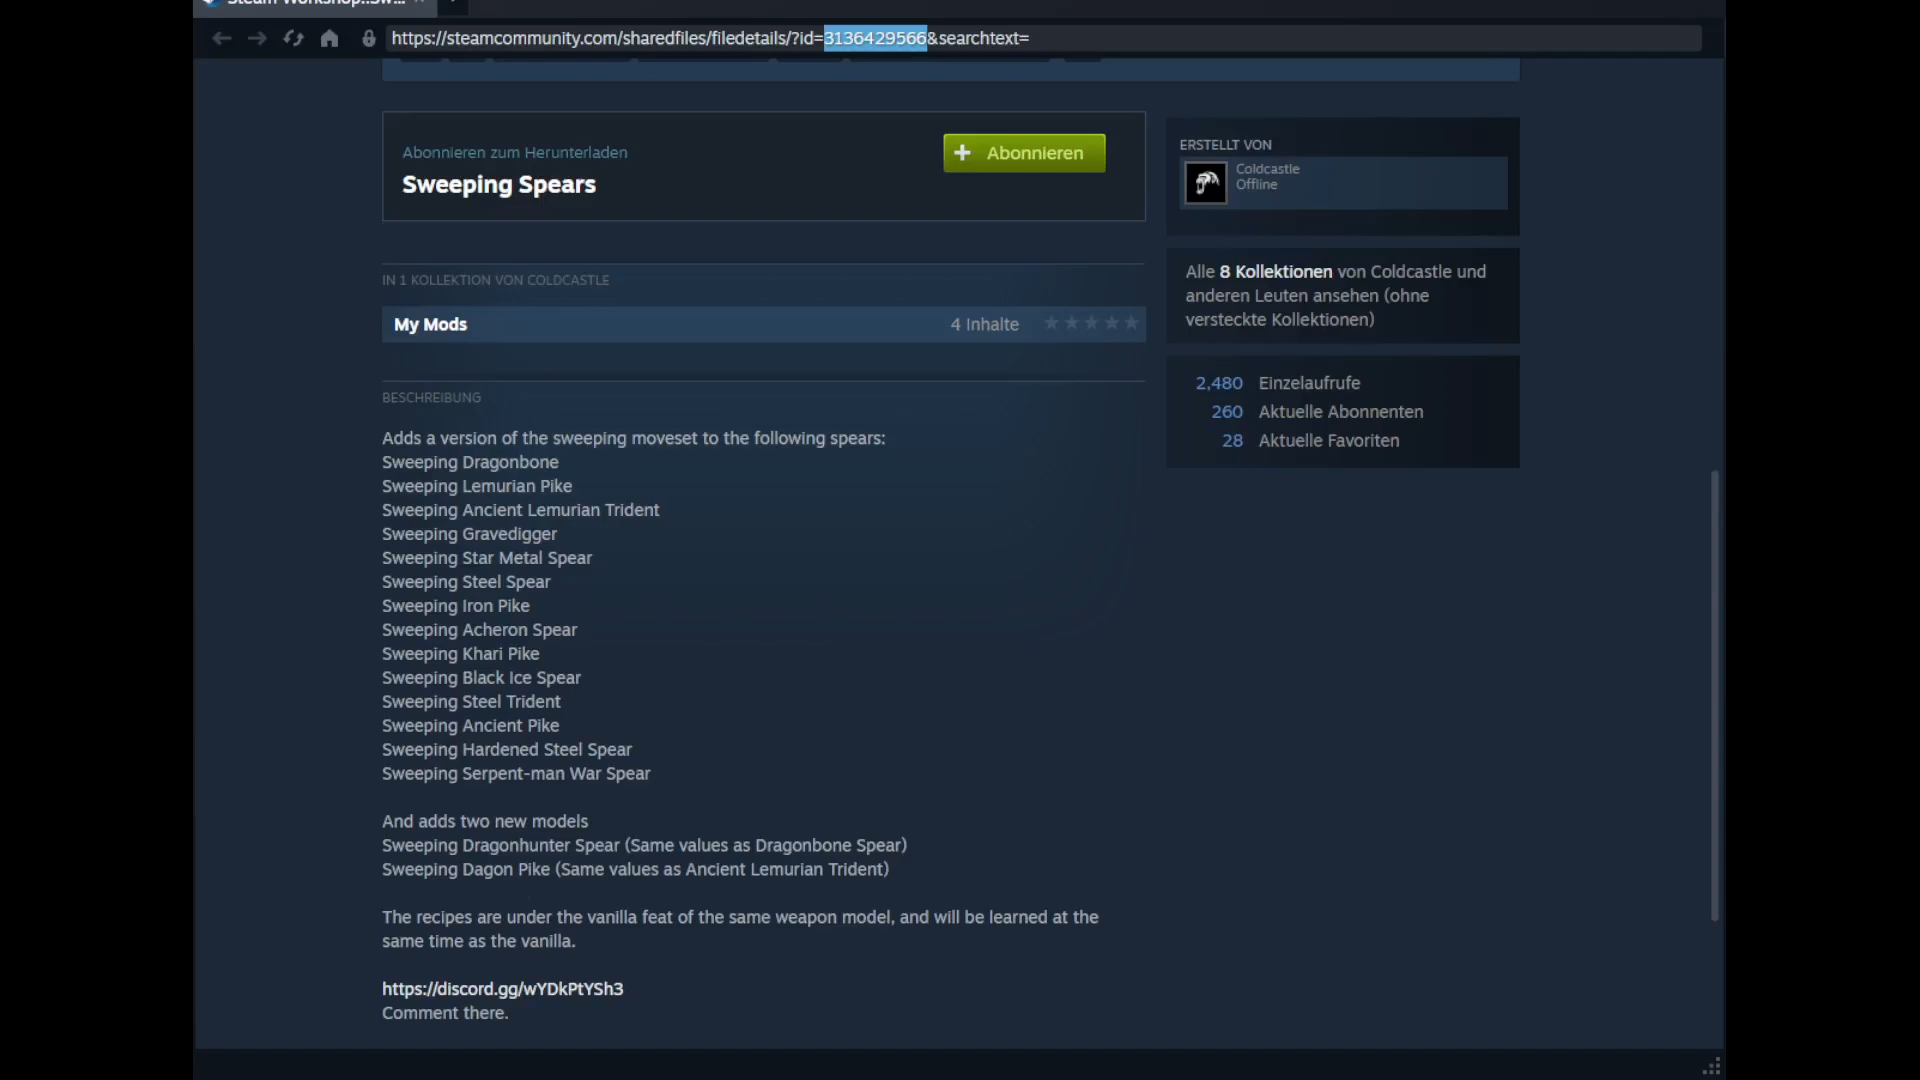 Steam Workshop::Sw...
https://steamcommunity.com/sharedfiles/filedetails/?id=3136429566&searchtext=
Abonnieren zum Herunterladen
Sweeping Spears
+ Abonnieren
ERSTELLT VON
Coldcastle
Offline
IN 1 KOLLEKTION VON COLDCASTLE
My Mods
4 Inhalte
Alle 8 Kollektionen von Coldcastle und
anderen Leuten ansehen (ohne
versteckte Kollektionen)
2,480 Einzelaufrufe
260 Aktuelle Abonnenten
28 Aktuelle Favoriten
BESCHREIBUNG
Adds a version of the sweeping moveset to the following spears:
Sweeping Dragonbone
Sweeping Lemurian Pike
Sweeping Ancient Lemurian Trident
Sweeping Gravedigger
Sweeping Star Metal Spear
Sweeping Steel Spear
Sweeping Iron Pike
Sweeping Acheron Spear
Sweeping Khari Pike
Sweeping Black Ice Spear
Sweeping Steel Trident
Sweeping Ancient Pike
Sweeping Hardened Steel Spear
Sweeping Serpent-man War Spear
And adds two new models
Sweeping Dragonhunter Spear (Same values as Dragonbone Spear)
Sweeping Dagon Pike (Same values as Ancient Lemurian Trident)
The recipes are under the vanilla feat of the same weapon model, and will be learned at the
same time as the vanilla.
https://discord.gg/wYDkPtYSh3
Comment there.